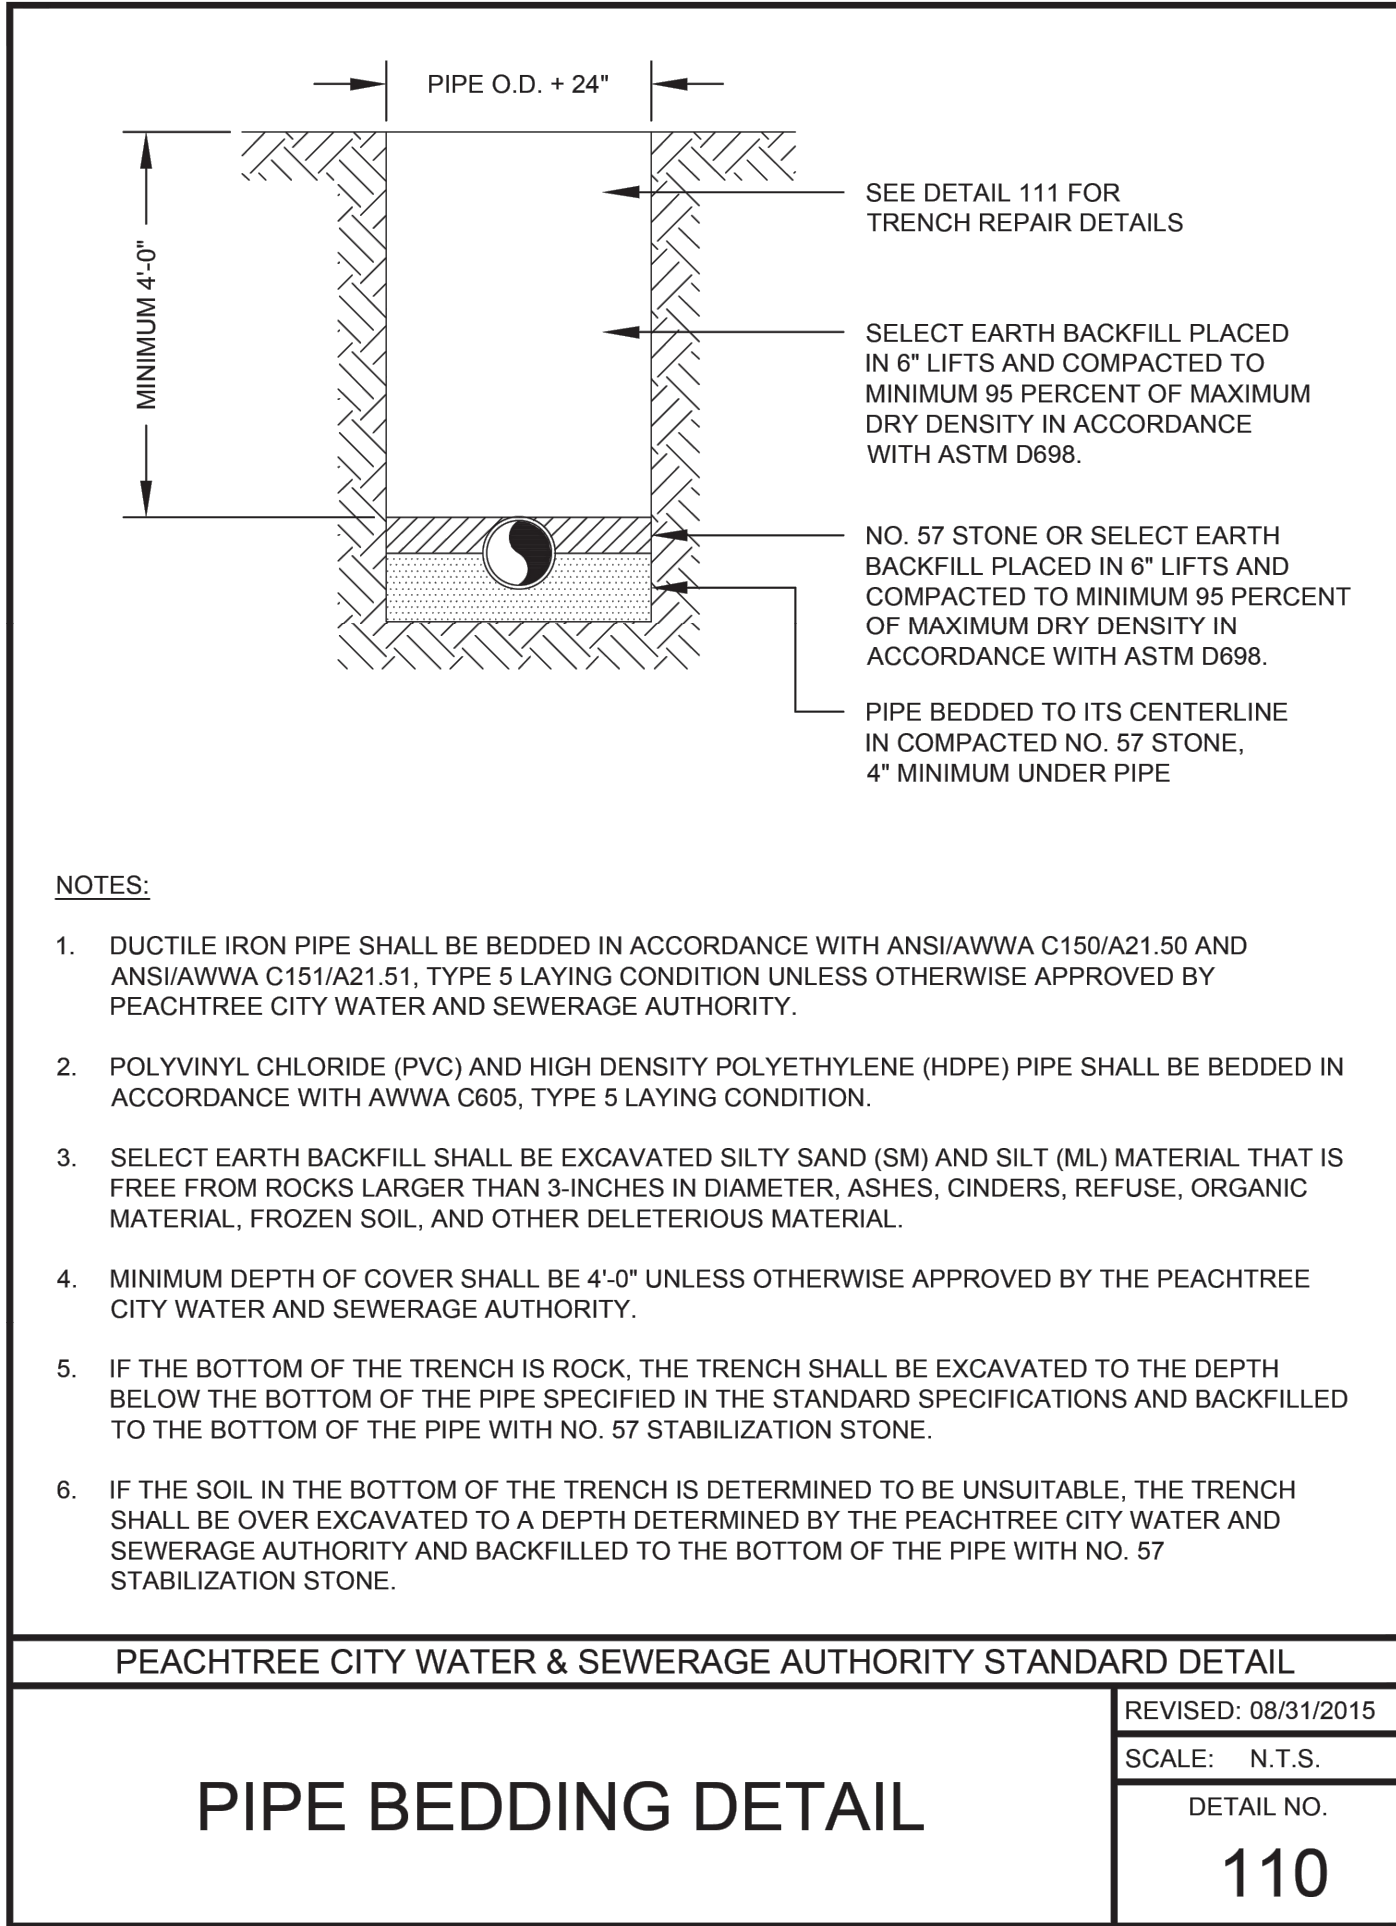 PIPE O.D. + 24"
MINIMUM 4'-0"
SEE DETAIL 111 FOR
TRENCH REPAIR DETAILS
SELECT EARTH BACKFILL PLACED
IN 6" LIFTS AND COMPACTED TO
MINIMUM 95 PERCENT OF MAXIMUM
DRY DENSITY IN ACCORDANCE
WITH ASTM D698.
NO. 57 STONE OR SELECT EARTH
BACKFILL PLACED IN 6" LIFTS AND
COMPACTED TO MINIMUM 95 PERCENT
OF MAXIMUM DRY DENSITY IN
ACCORDANCE WITH ASTM D698.
PIPE BEDDED TO ITS CENTERLINE
IN COMPACTED NO. 57 STONE,
4" MINIMUM UNDER PIPE
NOTES:
1. DUCTILE IRON PIPE SHALL BE BEDDED IN ACCORDANCE WITH ANSI/AWWA C150/A21.50 AND
ANSI/AWWA C151/A21.51, TYPE 5 LAYING CONDITION UNLESS OTHERWISE APPROVED BY
PEACHTREE CITY WATER AND SEWERAGE AUTHORITY.
2. POLYVINYL CHLORIDE (PVC) AND HIGH DENSITY POLYETHYLENE (HDPE) PIPE SHALL BE BEDDED IN
ACCORDANCE WITH AWWA C605, TYPE 5 LAYING CONDITION.
3. SELECT EARTH BACKFILL SHALL BE EXCAVATED SILTY SAND (SM) AND SILT (ML) MATERIAL THAT IS
FREE FROM ROCKS LARGER THAN 3-INCHES IN DIAMETER, ASHES, CINDERS, REFUSE, ORGANIC
MATERIAL, FROZEN SOIL, AND OTHER DELETERIOUS MATERIAL.
4. MINIMUM DEPTH OF COVER SHALL BE 4'-0" UNLESS OTHERWISE APPROVED BY THE PEACHTREE
CITY WATER AND SEWERAGE AUTHORITY.
5. IF THE BOTTOM OF THE TRENCH IS ROCK, THE TRENCH SHALL BE EXCAVATED TO THE DEPTH
BELOW THE BOTTOM OF THE PIPE SPECIFIED IN THE STANDARD SPECIFICATIONS AND BACKFILLED
TO THE BOTTOM OF THE PIPE WITH NO. 57 STABILIZATION STONE.
6. IF THE SOIL IN THE BOTTOM OF THE TRENCH IS DETERMINED TO BE UNSUITABLE, THE TRENCH
SHALL BE OVER EXCAVATED TO A DEPTH DETERMINED BY THE PEACHTREE CITY WATER AND
SEWERAGE AUTHORITY AND BACKFILLED TO THE BOTTOM OF THE PIPE WITH NO. 57
STABILIZATION STONE.
PEACHTREE CITY WATER & SEWERAGE AUTHORITY STANDARD DETAIL
PIPE BEDDING DETAIL
REVISED: 08/31/2015
SCALE: N.T.S.
DETAIL NO.
110